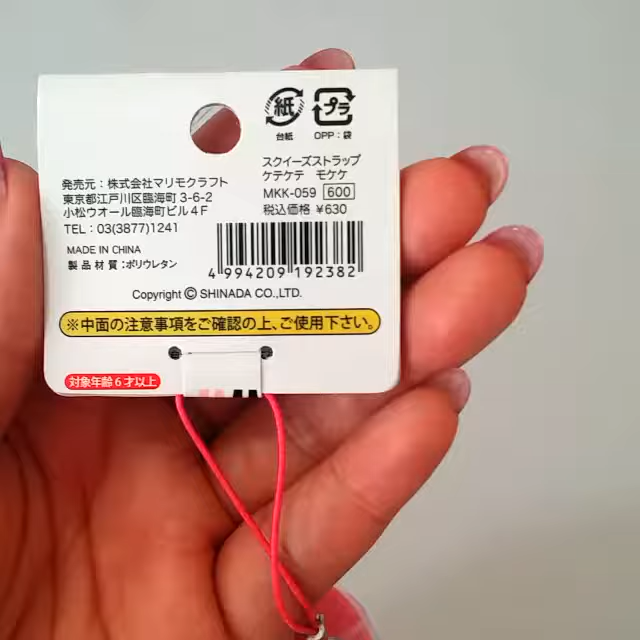 紙
プラ
台紙
OPP：袋
スクイーズストラップ
ケテケテ モケケ
MKK-059 600
税込価格 ¥630
発売元：株式会社マリモクラフト
東京都江戸川区臨海町3-6-2
小松ウオール臨海町ビル4F
TEL：03(3877)1241
MADE IN CHINA
製品材質：ポリウレタン
4 994209 192382
Copyright © SHINADA CO.,LTD.
※中面の注意事項をご確認の上、ご使用下さい。
対象年齢6才以上